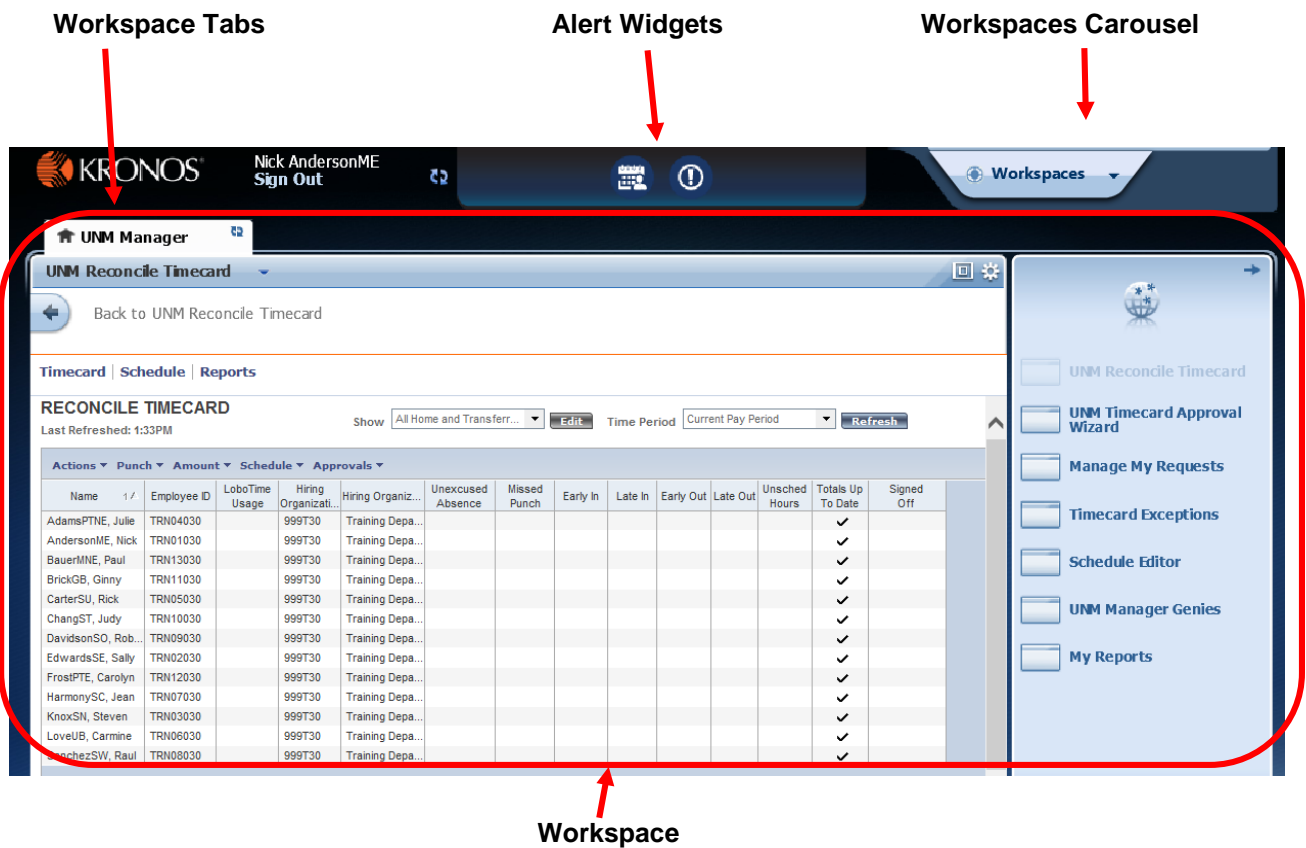 Workspace Tabs Alert Widgets Workspaces Carousel
KRONOS® Nick AndersonME
Sign Out
Workspaces
UNM Manager
UNM Reconcile Timecard
Back to UNM Reconcile Timecard
Timecard | Schedule | Reports
RECONCILE TIMECARD
Last Refreshed: 1:33PM
Show All Home and Transferr... Edit Time Period Current Pay Period Refresh
Actions Punch Amount Schedule Approvals
Name 1 Employee ID LoboTime Usage Hiring Organizati... Hiring Organiz... Unexcused Absence Missed Punch Early In Late In Early Out Late Out Unsched Hours Totals Up To Date Signed Off
AdamsPTNE, Julie TRN04030 999T30 Training Depa...
AndersonME, Nick TRN01030 999T30 Training Depa...
BauerMNE, Paul TRN13030 999T30 Training Depa...
BrickGB, Ginny TRN11030 999T30 Training Depa...
CarterSU, Rick TRN05030 999T30 Training Depa...
ChangST, Judy TRN10030 999T30 Training Depa...
DavidsonSO, Rob... TRN09030 999T30 Training Depa...
EdwardsSE, Sally TRN02030 999T30 Training Depa...
FrostPTE, Carolyn TRN12030 999T30 Training Depa...
HarmonySC, Jean TRN07030 999T30 Training Depa...
KnoxSN, Steven TRN03030 999T30 Training Depa...
LoveUB, Carmine TRN06030 999T30 Training Depa...
SanchezSW, Raul TRN08030 999T30 Training Depa...
UNM Reconcile Timecard
UNM Timecard Approval
Wizard
Manage My Requests
Timecard Exceptions
Schedule Editor
UNM Manager Genies
My Reports
Workspace